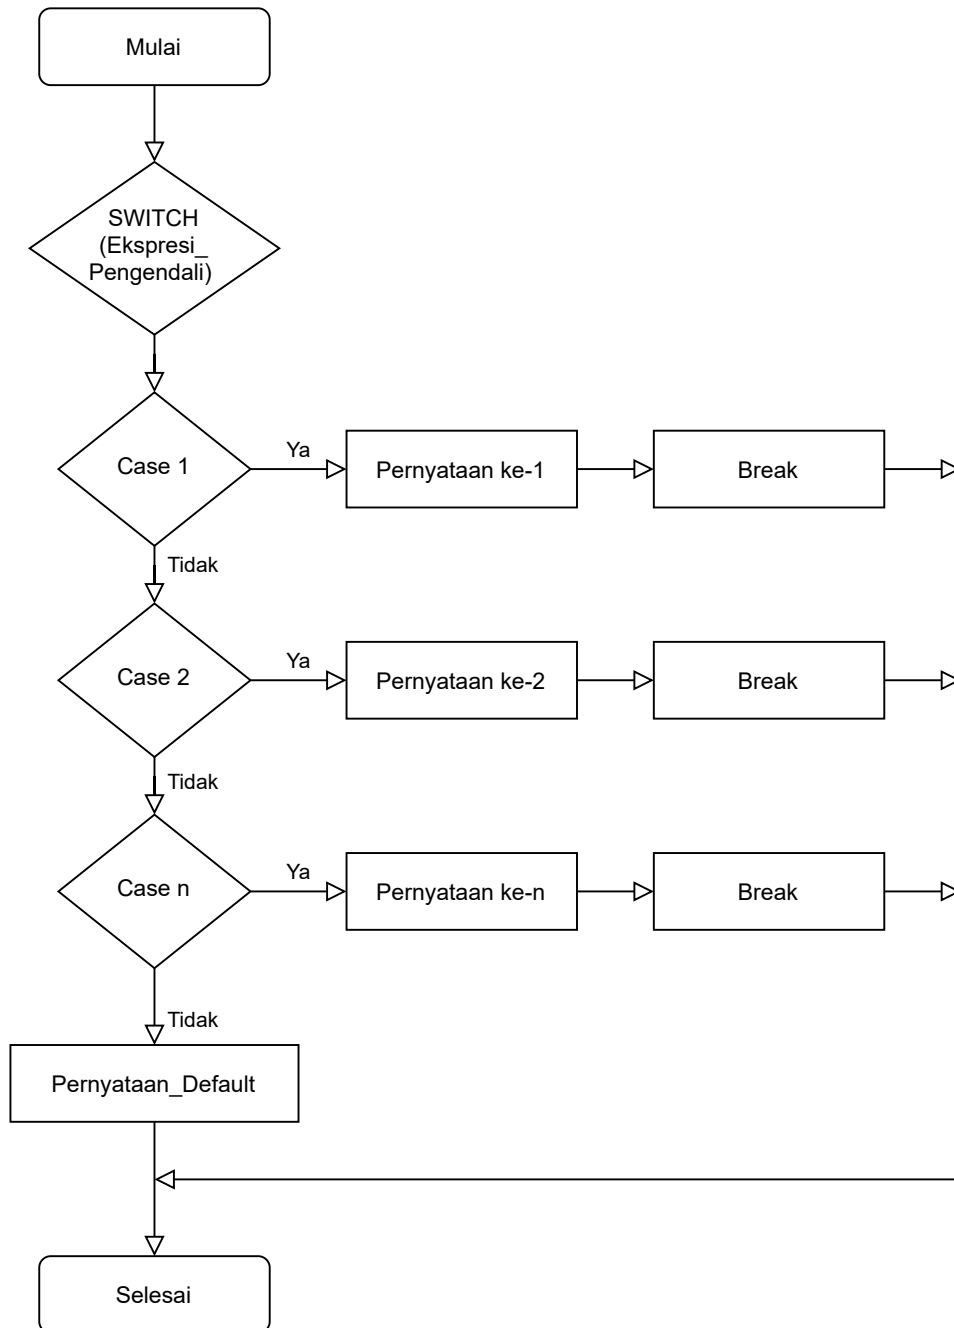 Mulai
SWITCH
(Ekspresi_
Pengendali)
Case 1
Ya
Pernyataan ke-1
Break
Tidak
Case 2
Ya
Pernyataan ke-2
Break
Tidak
Case n
Ya
Pernyataan ke-n
Break
Tidak
Pernyataan_Default
Selesai